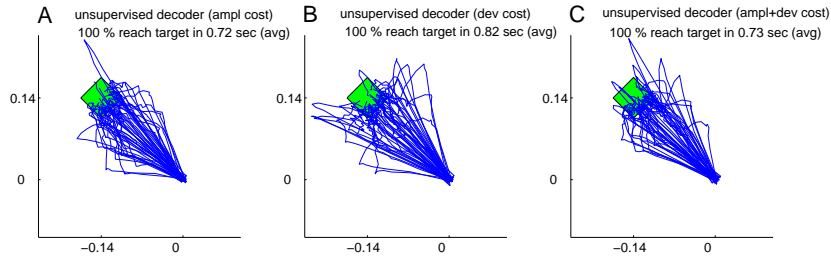 A unsupervised decoder (ampl cost)
100 % reach target in 0.72 sec (avg)
0.14
0
−0.14 0
B unsupervised decoder (dev cost)
100 % reach target in 0.82 sec (avg)
0.14
0
−0.14 0
C unsupervised decoder (ampl+dev cost)
100 % reach target in 0.73 sec (avg)
0.14
0
−0.14 0